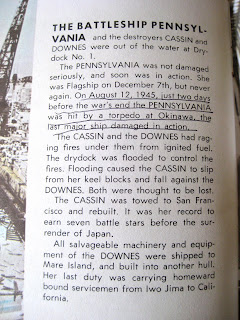 THE BATTLESHIP PENNSYL-
VANIA and the destroyers CASSIN and
DOWNES were out of the water at Dry-
dock No. 1.
The PENNSYLVANIA was not damaged
seriously, and soon was in action. She
was Flagship on December 7th, but never
again. On August 12, 1945, just two days
before the war's end the PENNSYLVANIA
was hit by a torpedo at Okinawa, the
last major ship damaged in action.
The CASSIN and the DOWNES had rag-
ing fires under them from ignited fuel.
The drydock was flooded to control the
fires. Flooding caused the CASSIN to slip
from her keel blocks and fall against the
DOWNES. Both were thought to be lost.
The CASSIN was towed to San Fran-
cisco and rebuilt. It was her record to
earn seven battle stars before the sur-
render of Japan.
All salvageable machinery and equip-
ment of the DOWNES were shipped to
Mare Island, and built into another hull.
Her last duty was carrying homeward
bound servicemen from Iwo Jima to Cali-
fornia.